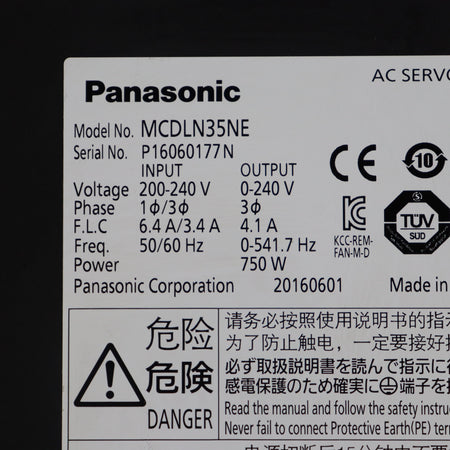 AC SERVO
Panasonic
Model No. MCDLN35NE
Serial No. P16060177N
INPUT OUTPUT
Voltage 200-240 V 0-240 V
Phase 1ϕ/3ϕ 3ϕ
F.L.C 6.4 A/3.4 A 4.1 A
Freq. 50/60 Hz 0-541.7 Hz
Power 750 W
Panasonic Corporation 20160601 Made in
CE
10
TÜV
SÜD
KCC-REM-
FAN-M-D
危险
危険
DANGER
请务必按照使用说明书的指
为了防止触电，一定要接好
必ず取扱説明書を読んで指示に
感電保護のため確実に⏚端子を
Read the manual and follow the safety instruc
Never fail to connect Protective Earth(PE) ter